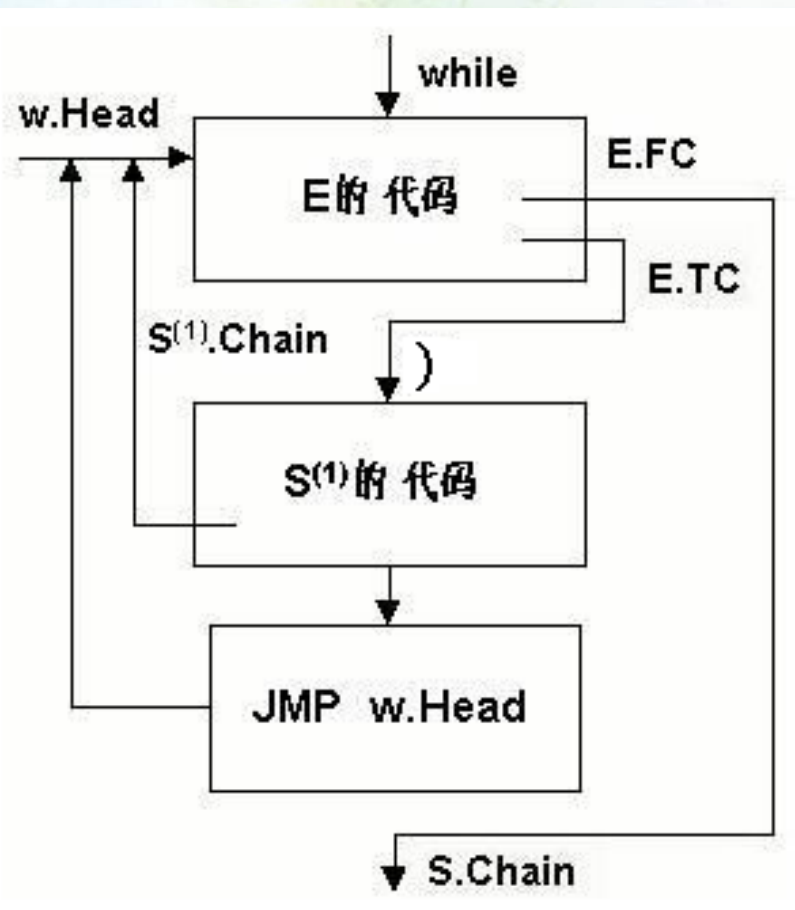 while
w.Head
E.FC
E的 代码
E.TC
S⁽¹⁾.Chain
)
S⁽¹⁾的 代码
JMP w.Head
S.Chain